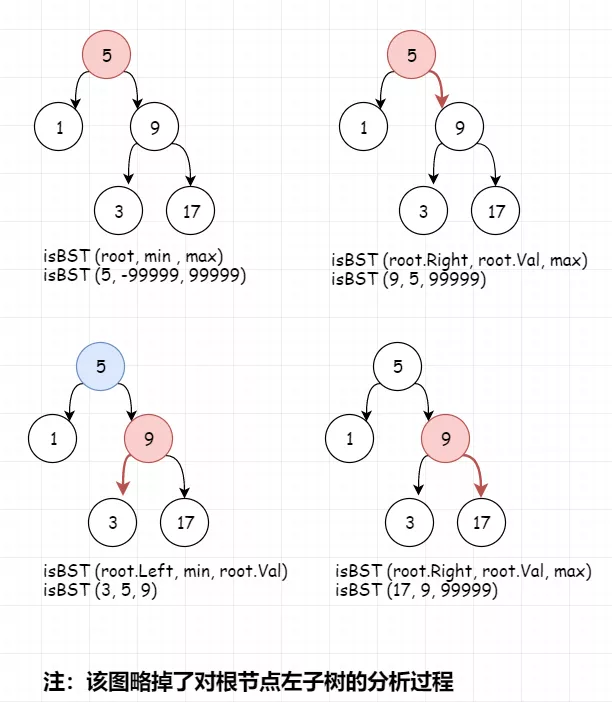 5
1
9
3
17
isBST (root, min , max)
isBST (5, -99999, 99999)
5
1
9
3
17
isBST (root.Right, root.Val, max)
isBST (9, 5, 99999)
5
1
9
3
17
isBST (root.Left, min, root.Val)
isBST (3, 5, 9)
5
1
9
3
17
isBST (root.Right, root.Val, max)
isBST (17, 9, 99999)
注：该图略掉了对根节点左子树的分析过程